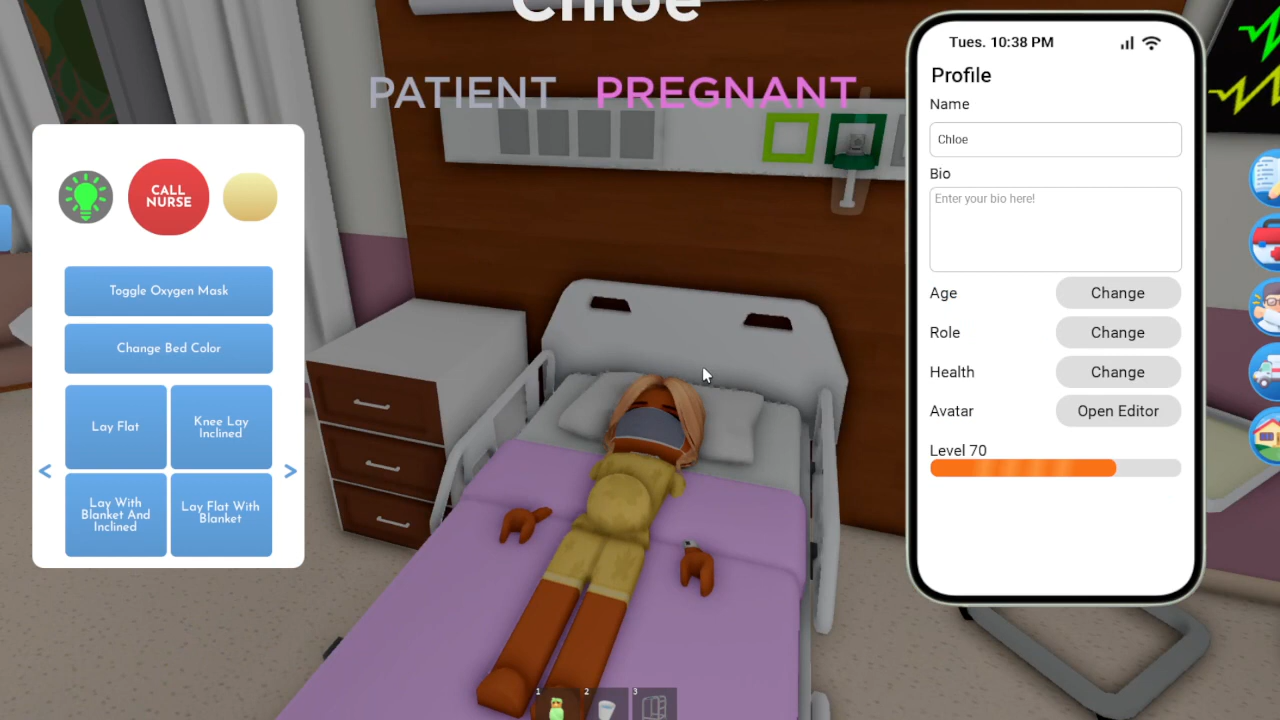 Chloe
PATIENT PREGNANT
CALL
NURSE
Toggle Oxygen Mask
Change Bed Color
Lay Flat
Knee Lay
Inclined
Lay With
Blanket And
Inclined
Lay Flat With
Blanket
<
>
Tues. 10:38 PM
Profile
Name
Chloe
Bio
Enter your bio here!
Age
Change
Role
Change
Health
Change
Avatar
Open Editor
Level 70
1
2
3